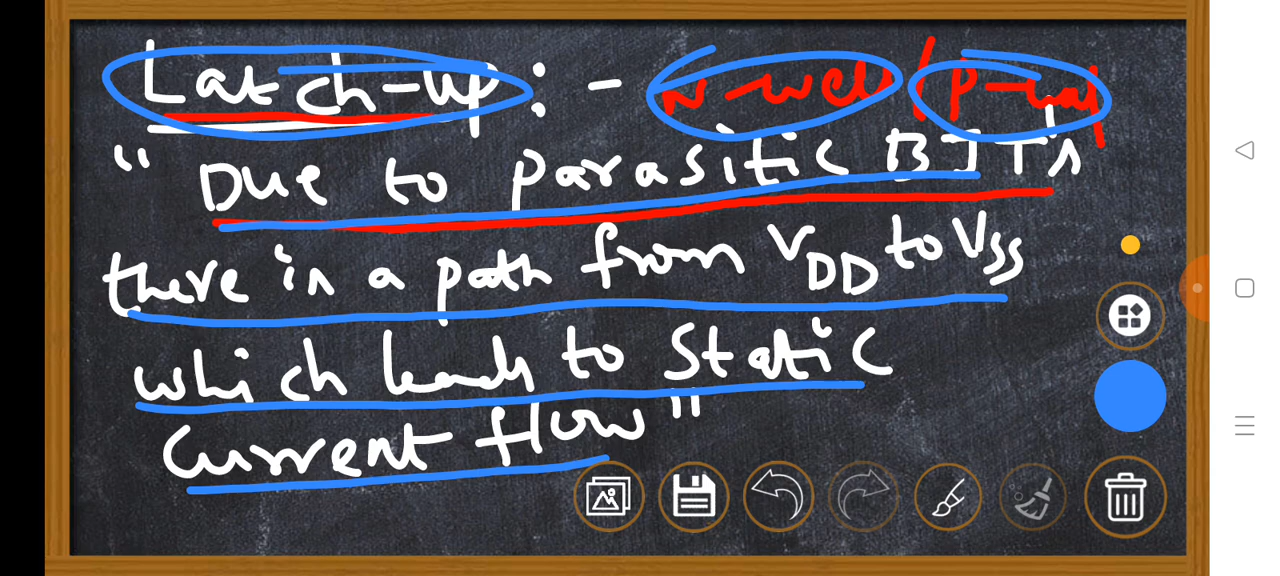 Latch-up : - N-well / P-well
" Due to parasitic BJT's
there is a path from VDD to VSS
which leads to static
current flow "